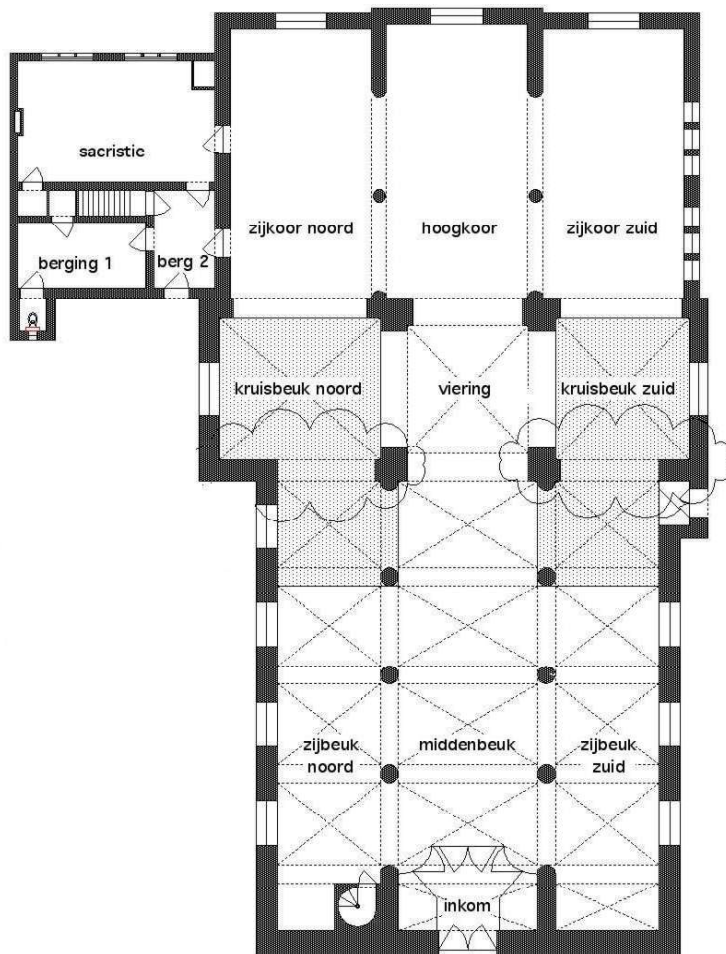 sacristic
zijkoor noord
hoogkoor
zijkoor zuid
berging 1
berg 2
kruisbeuk noord
viering
kruisbeuk zuid
zijbeuk
noord
middenbeuk
zijbeuk
zuid
inkom